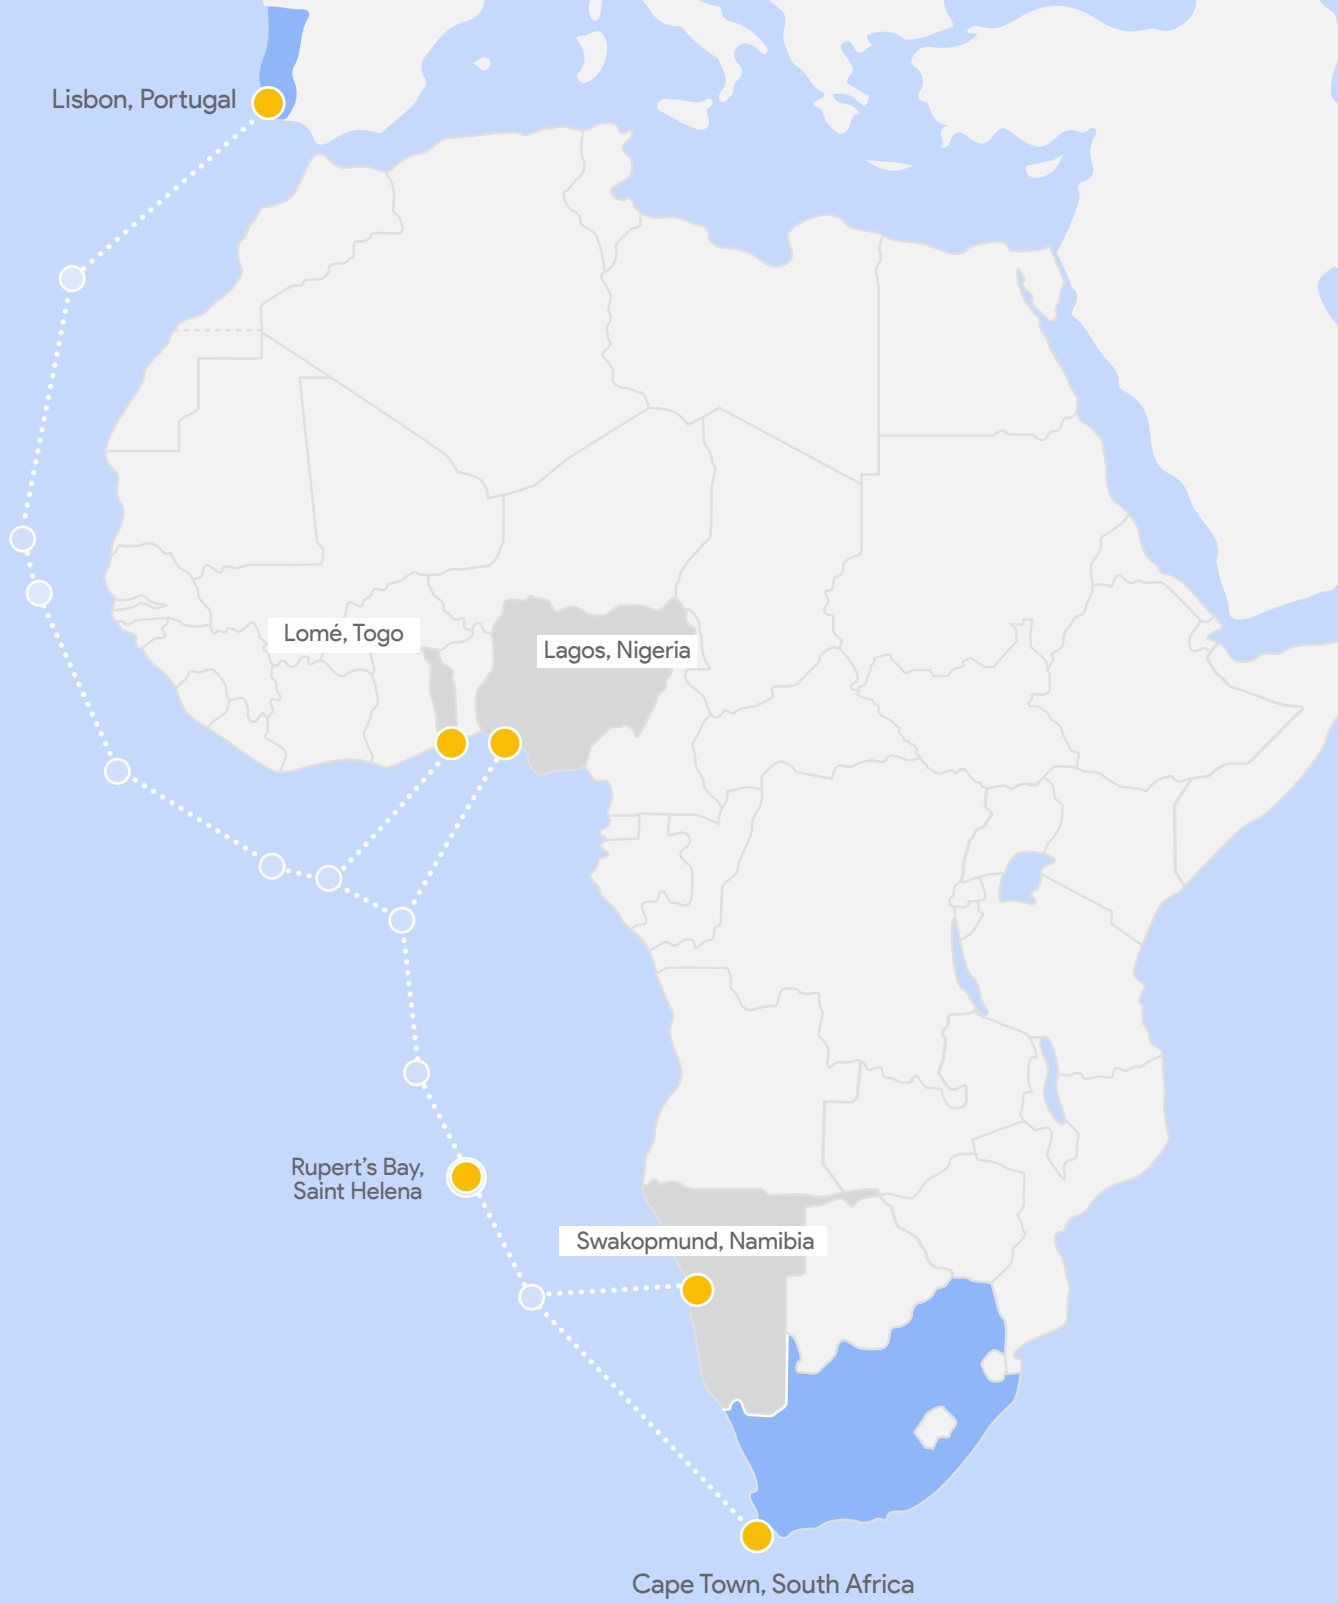 Lisbon, Portugal
Lomé, Togo
Lagos, Nigeria
Rupert’s Bay,
Saint Helena
Swakopmund, Namibia
Cape Town, South Africa